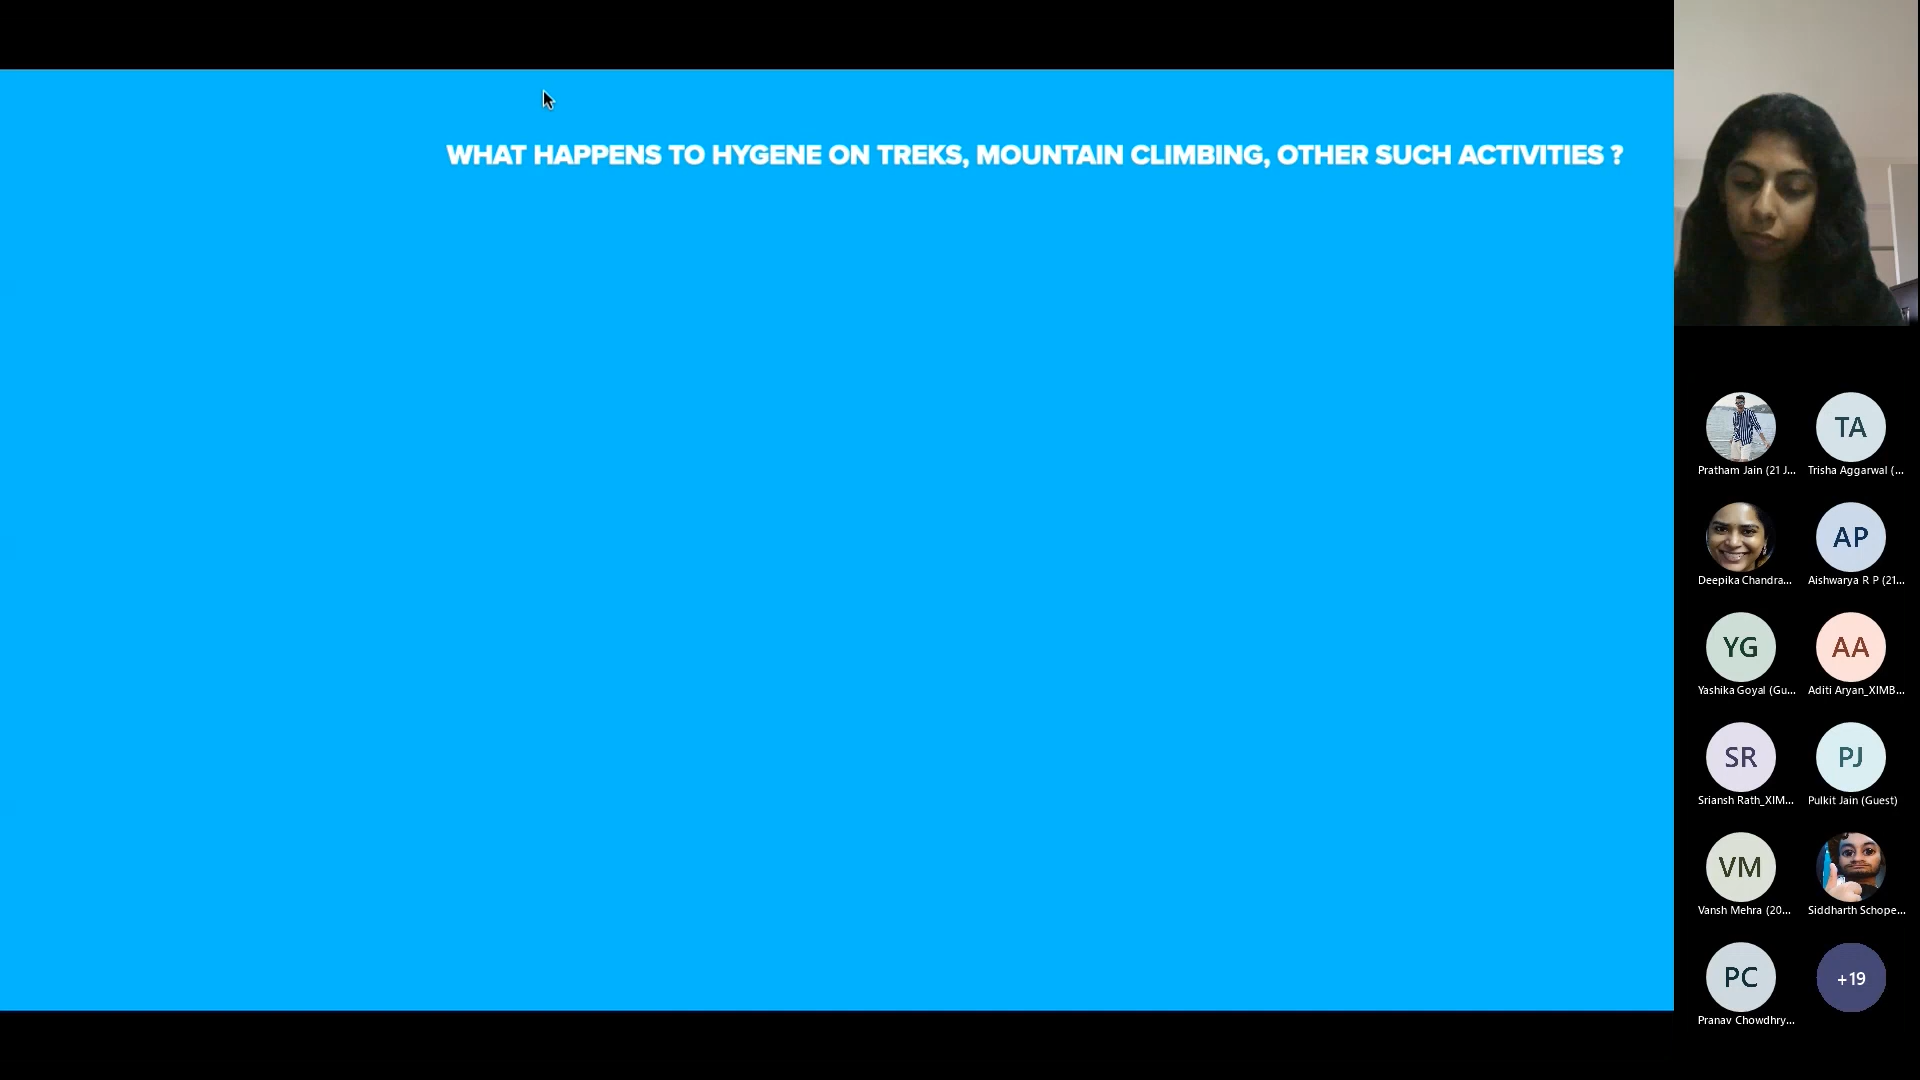 WHAT HAPPENS TO HYGENE ON TREKS, MOUNTAIN CLIMBING, OTHER SUCH ACTIVITIES ?
Pratham Jain (21 J...
TA
Trisha Aggarwal (...
Deepika Chandra...
AP
Aishwarya R P (21...
YG
Yashika Goyal (Gu...
AA
Aditi Aryan_XIMB...
SR
Sriansh Rath_XIM...
PJ
Pulkit Jain (Guest)
VM
Vansh Mehra (20...
Siddharth Schope...
PC
Pranav Chowdhry...
+19